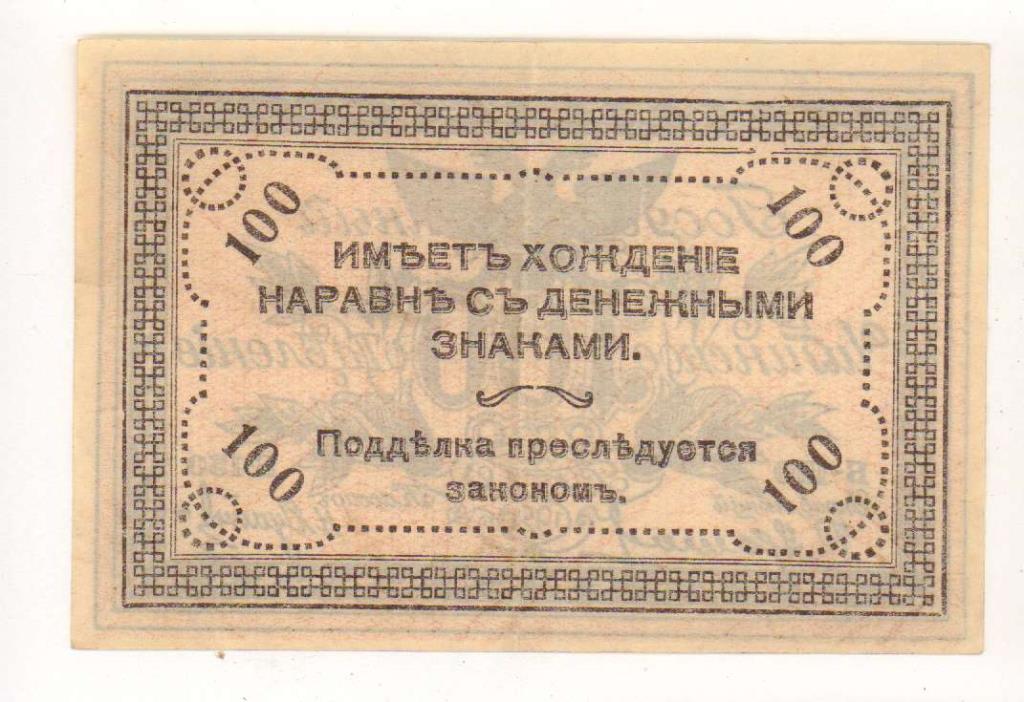 100 100
ИМѢЕТЪ ХОЖДЕНІЕ
НАРАВНѢ СЪ ДЕНЕЖНЫМИ
ЗНАКАМИ.
Поддѣлка преслѣдуется
закономъ.
100 100